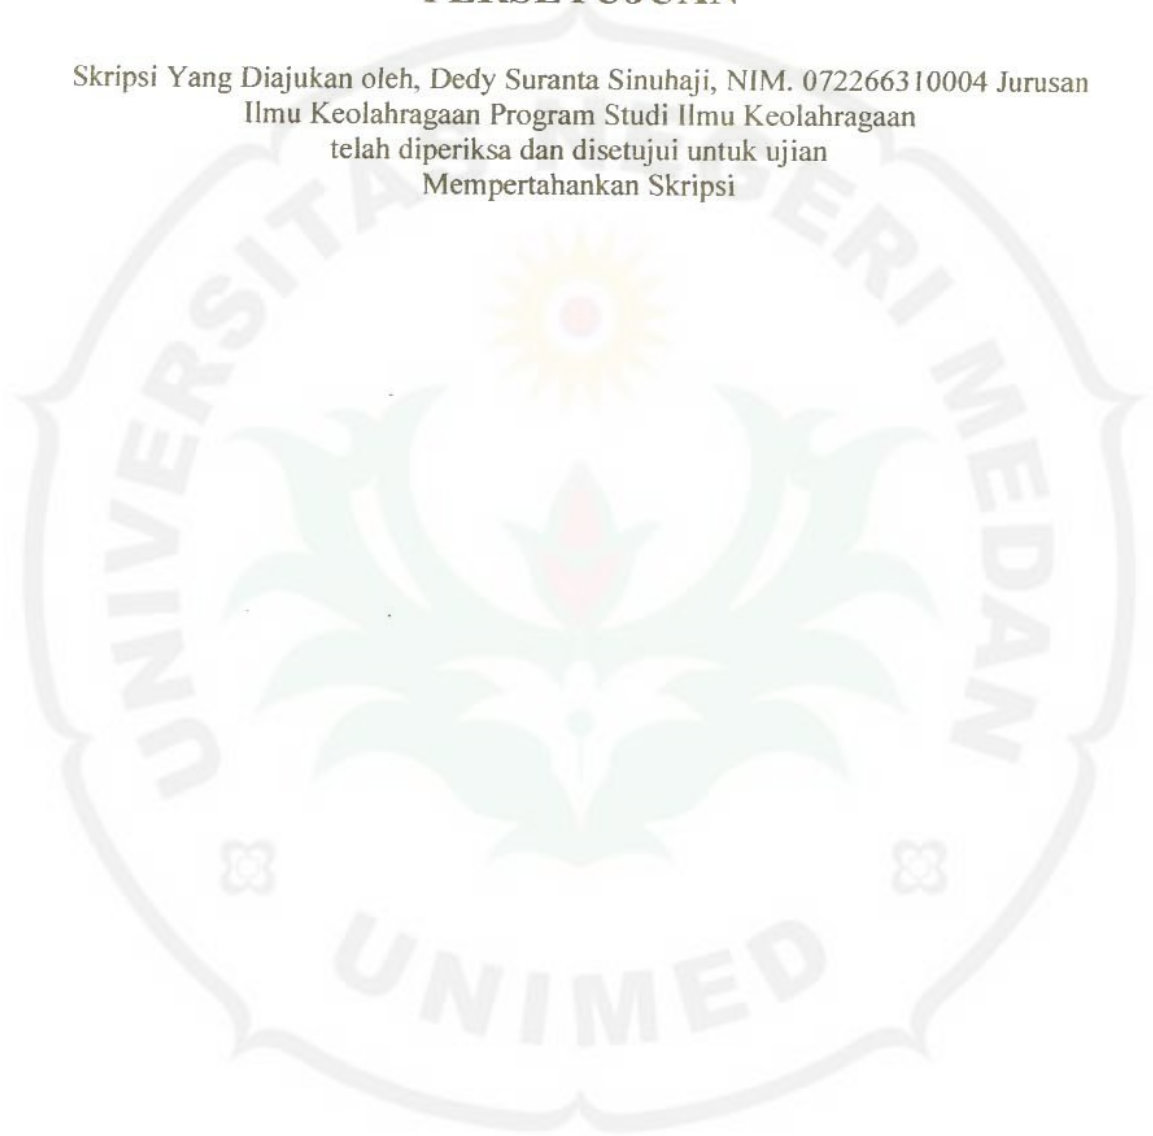 PERSETUJUAN
Skripsi Yang Diajukan oleh, Dedy Suranta Sinuhaji, NIM. 072266310004 Jurusan
Ilmu Keolahragaan Program Studi Ilmu Keolahragaan
telah diperiksa dan disetujui untuk ujian
Mempertahankan Skripsi
UNIVERSITAS NEGERI MEDAN
UNIMED